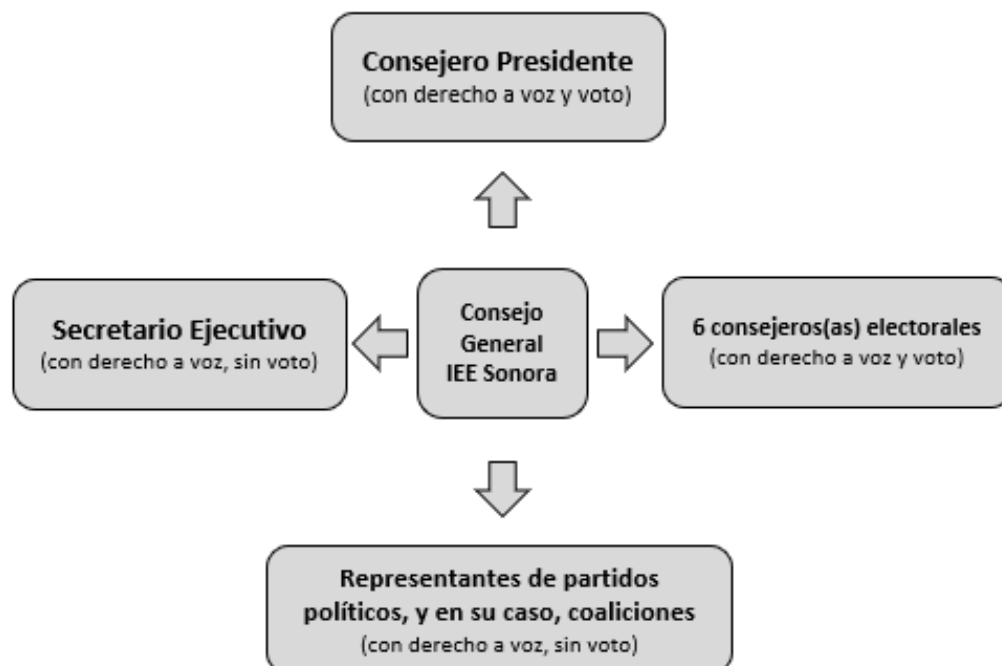 Consejero Presidente
(con derecho a voz y voto)
Secretario Ejecutivo
(con derecho a voz, sin voto)
Consejo
General
IEE Sonora
6 consejeros(as) electorales
(con derecho a voz y voto)
Representantes de partidos
políticos, y en su caso, coaliciones
(con derecho a voz, sin voto)